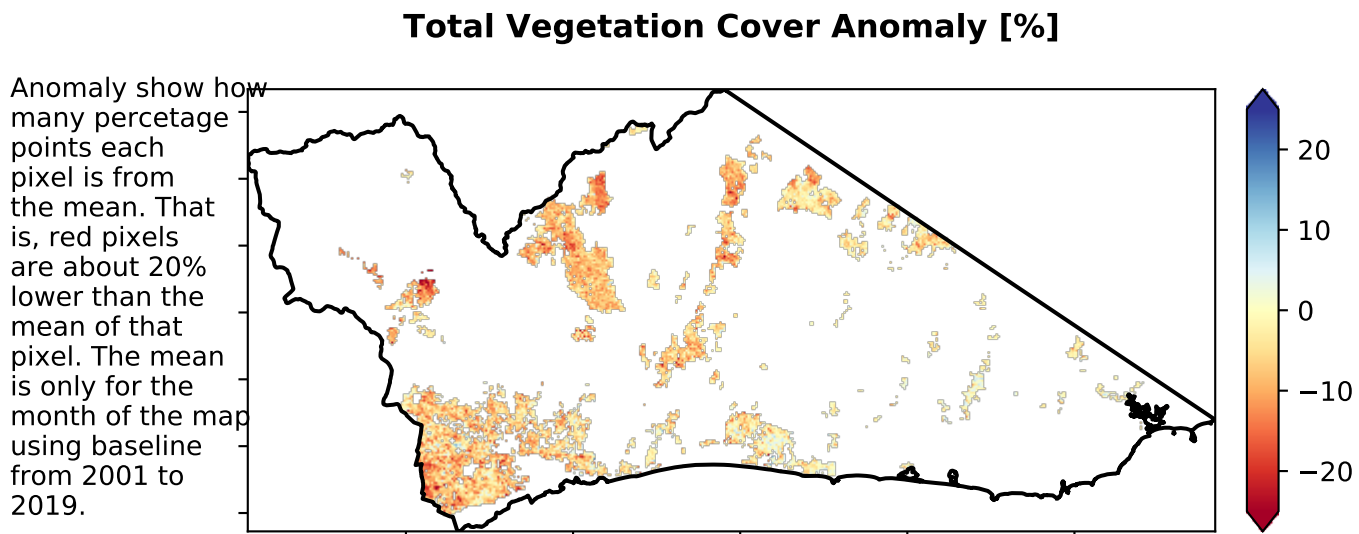 Total Vegetation Cover Anomaly [%]
Anomaly show how
many percetage
points each
pixel is from
the mean. That
is, red pixels
are about 20%
lower than the
mean of that
pixel. The mean
is only for the
month of the map
using baseline
from 2001 to
2019.
20
10
0
−10
−20